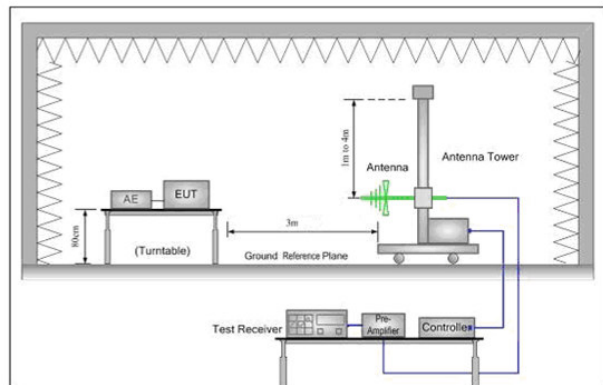 1m to 4m
Antenna
Antenna Tower
AE
EUT
80cm
(Turntable)
3m
Ground Reference Plane
Test Receiver
Pre-
Amplifier
Controlle